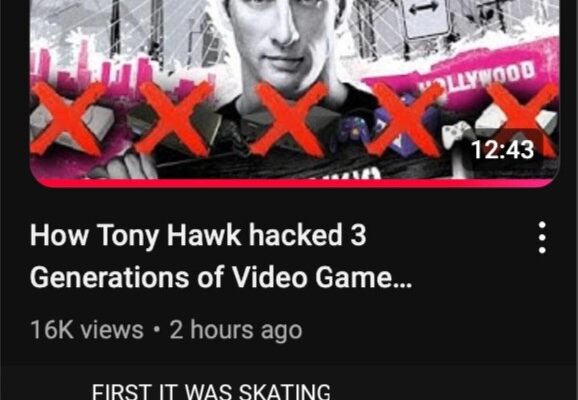 HOLLYWOOD
12:43
How Tony Hawk hacked 3
Generations of Video Game...
16K views • 2 hours ago
FIRST IT WAS SKATING